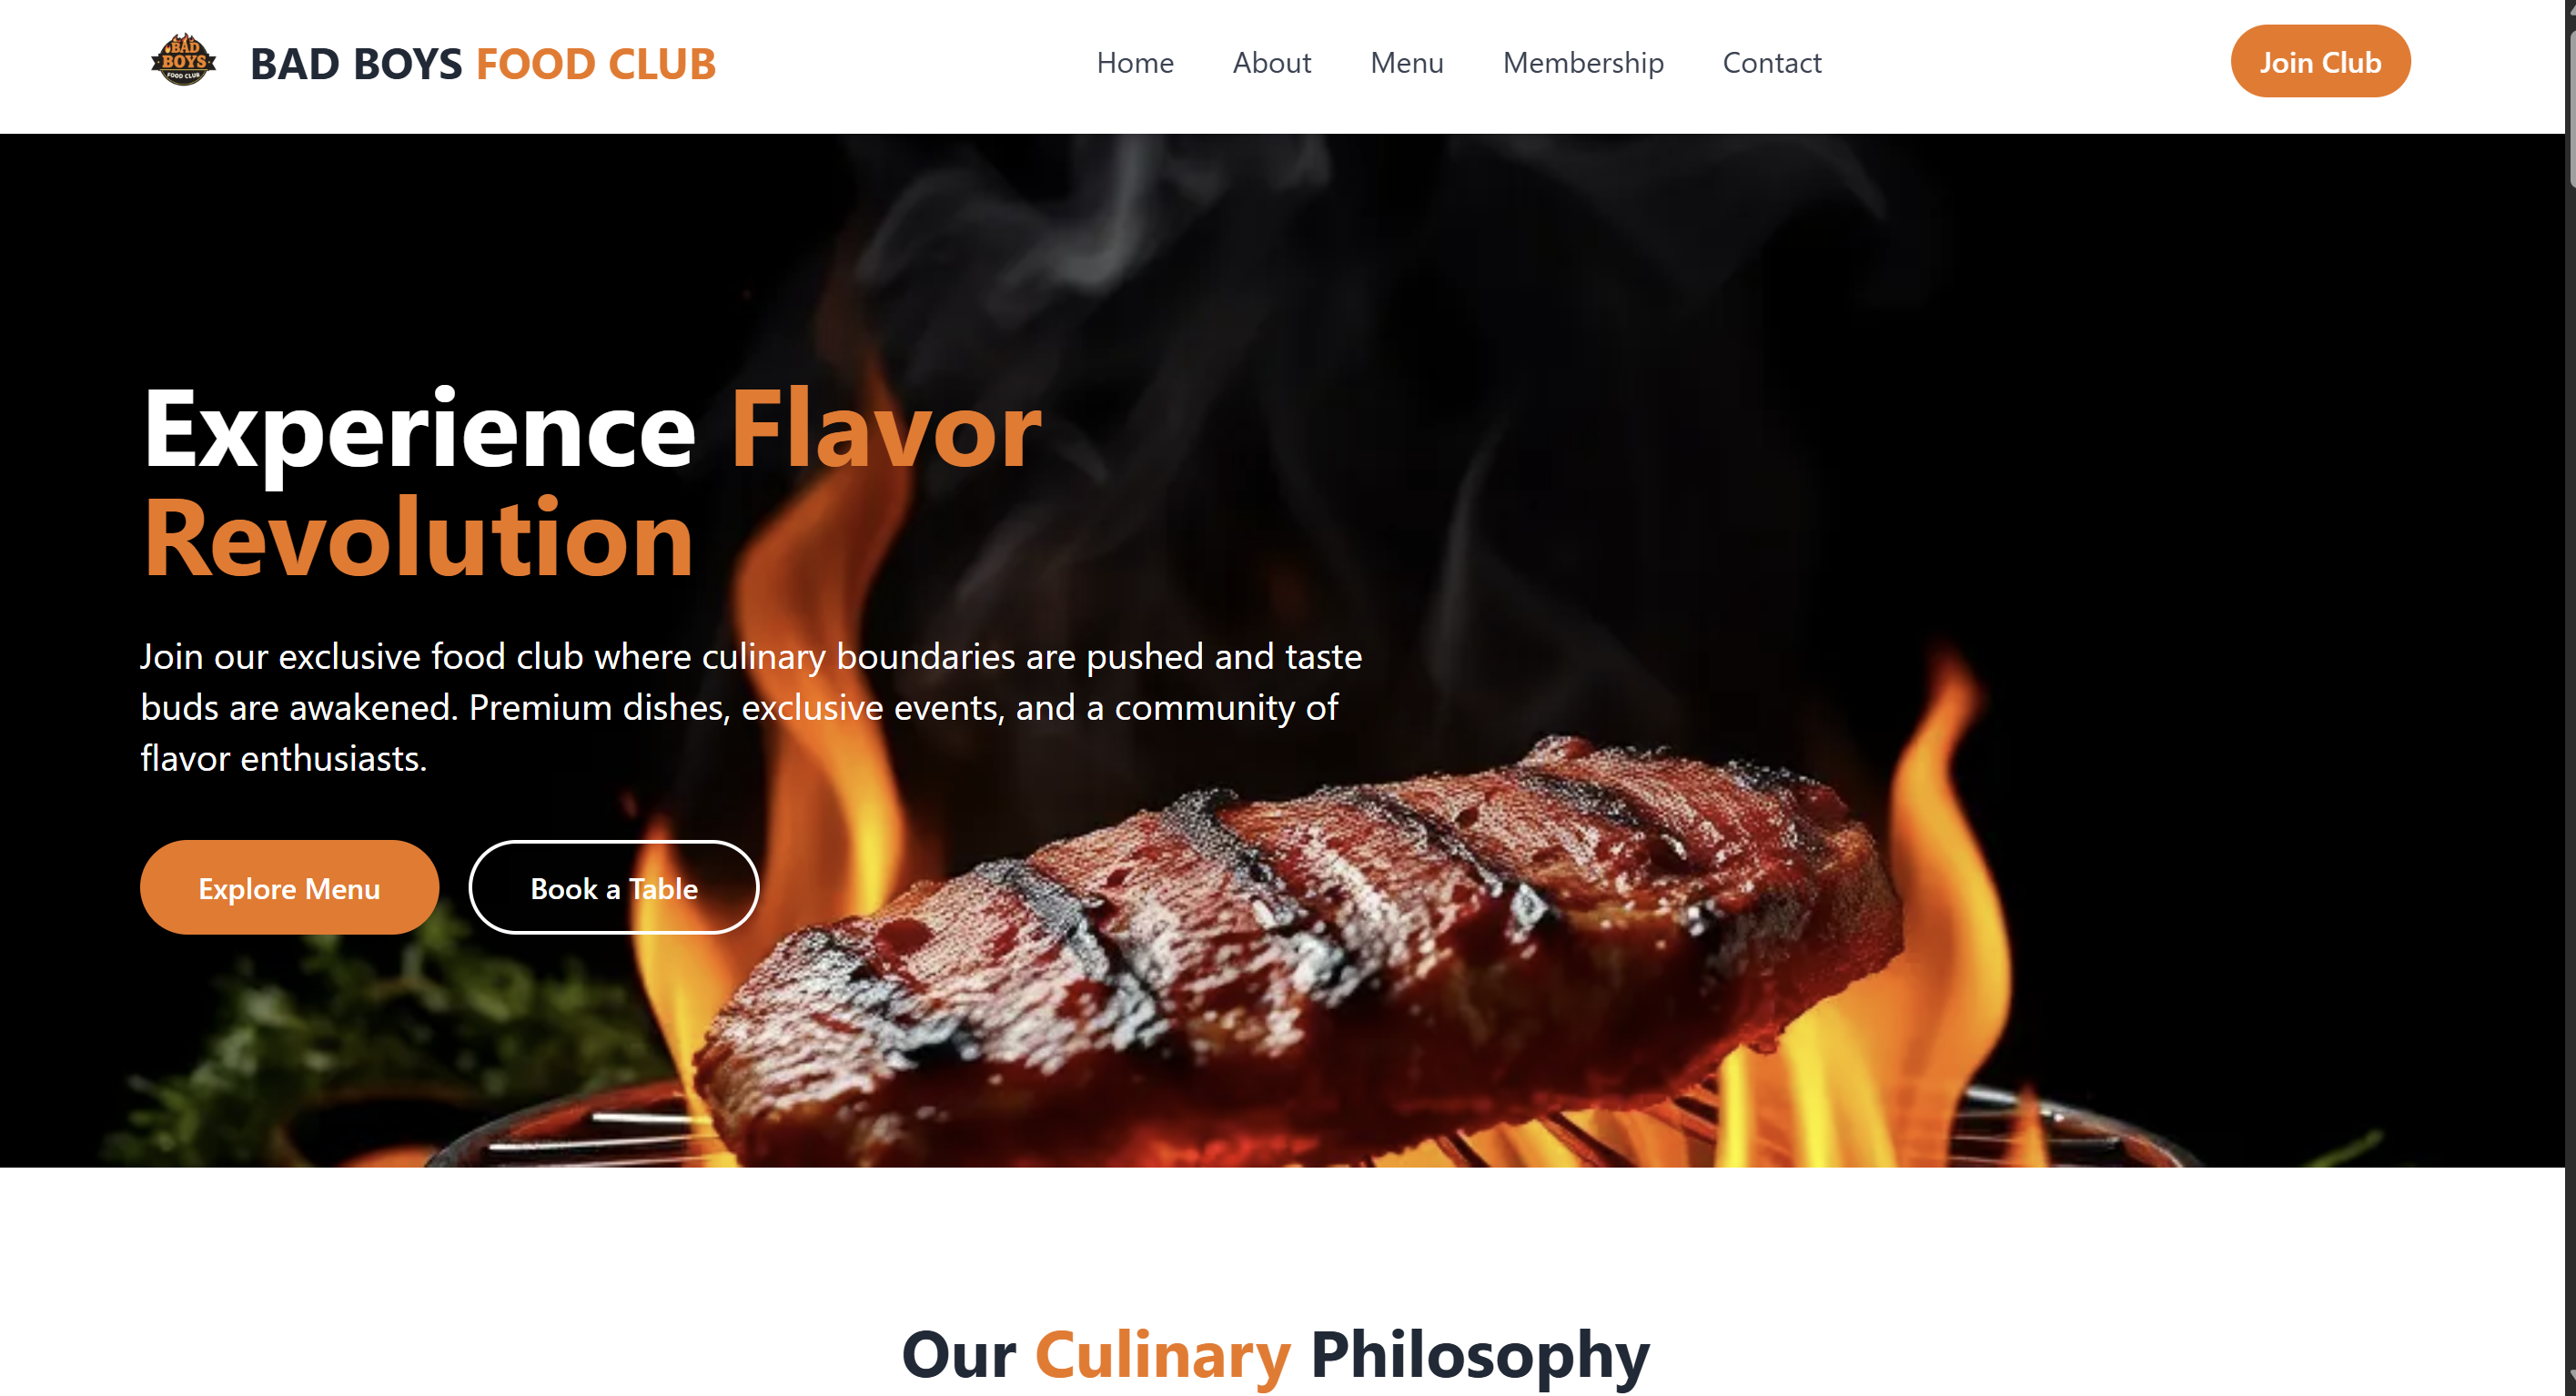 BAD BOYS FOOD CLUB
BAD BOYS FOOD CLUB
Home About Menu Membership Contact
Join Club
Experience Flavor
Revolution
Join our exclusive food club where culinary boundaries are pushed and taste
buds are awakened. Premium dishes, exclusive events, and a community of
flavor enthusiasts.
Explore Menu
Book a Table
Our Culinary Philosophy